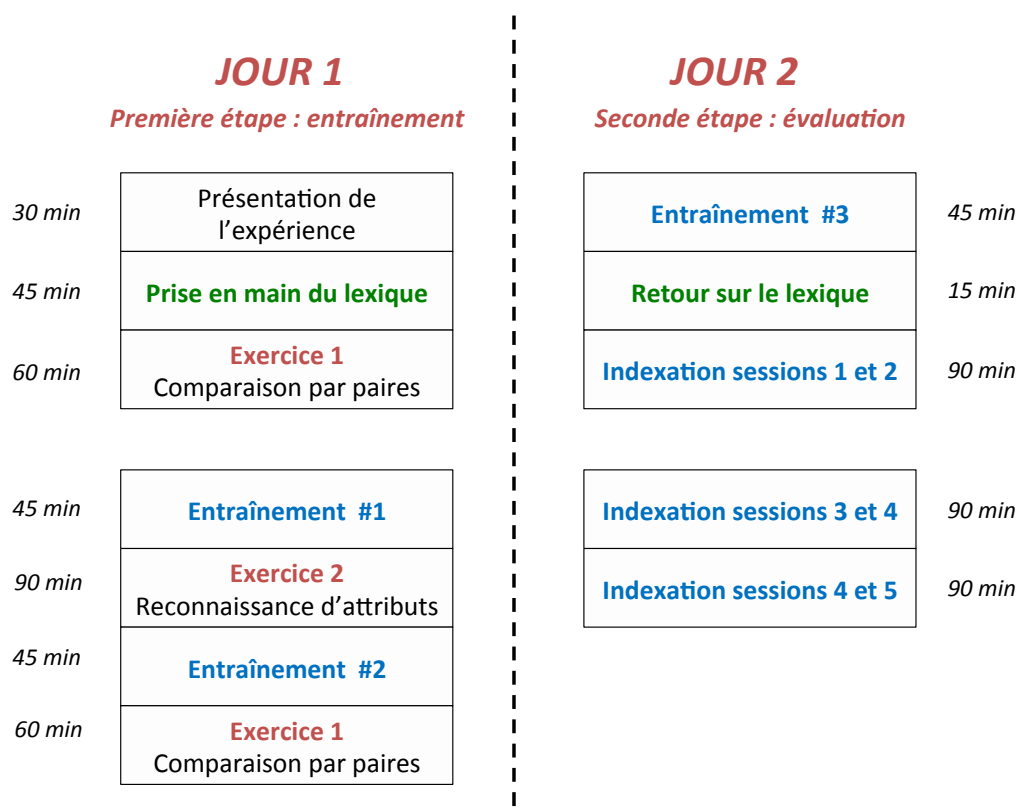 JOUR 1
Première étape : entraînement
30 min
Présentation de
l’expérience
45 min
Prise en main du lexique
60 min
Exercice 1
Comparaison par paires
45 min
Entraînement #1
90 min
Exercice 2
Reconnaissance d’attributs
45 min
Entraînement #2
60 min
Exercice 1
Comparaison par paires
JOUR 2
Seconde étape : évaluation
Entraînement #3
45 min
Retour sur le lexique
15 min
Indexation sessions 1 et 2
90 min
Indexation sessions 3 et 4
90 min
Indexation sessions 4 et 5
90 min